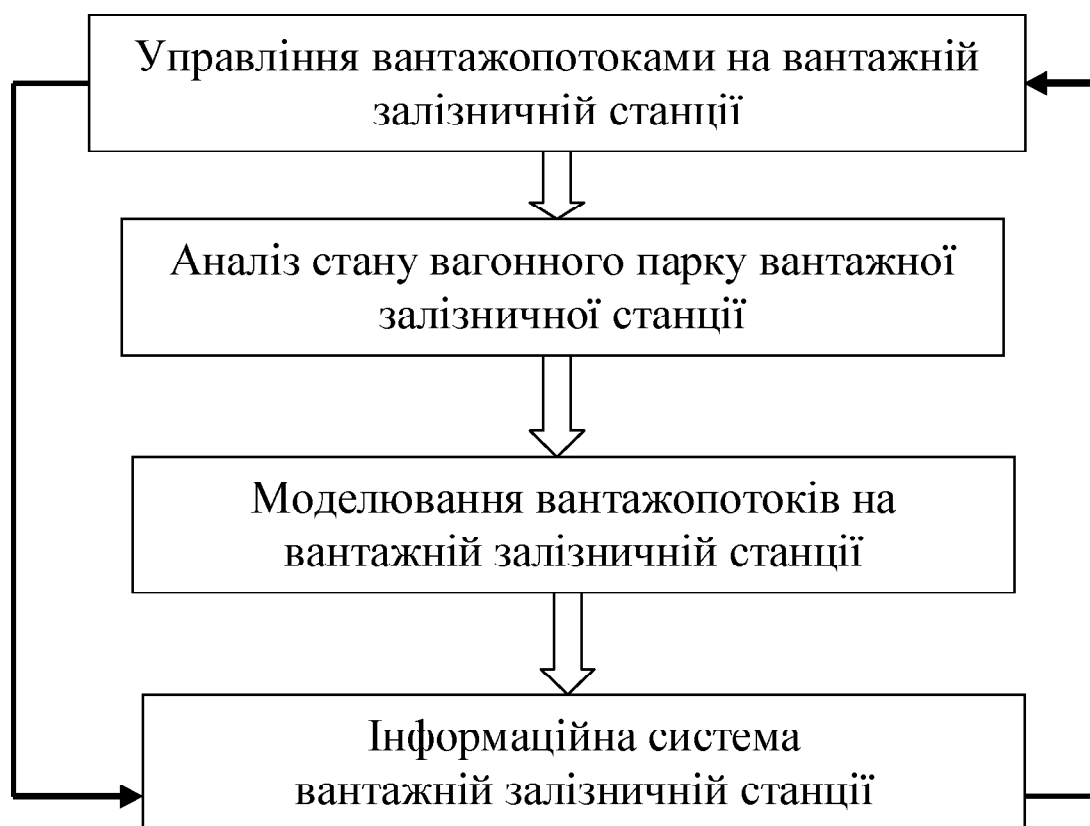 Управління вантажопотоками на вантажній
залізничній станції
Аналіз стану вагонного парку вантажної
залізничної станції
Моделювання вантажопотоків на
вантажній залізничній станції
Інформаційна система
вантажній залізничній станції